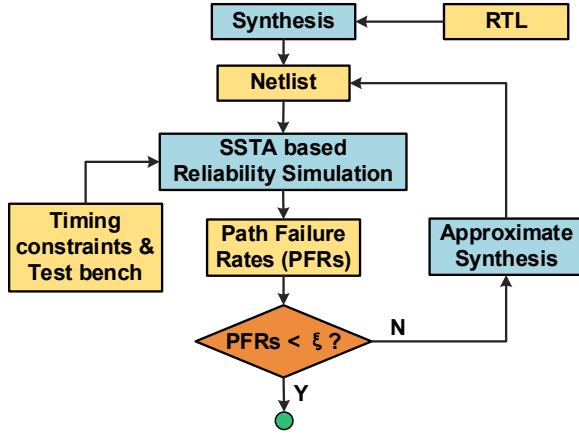 Synthesis
RTL
Netlist
SSTA based
Reliability Simulation
Timing
constraints &
Test bench
Path Failure
Rates (PFRs)
Approximate
Synthesis
PFRs < ξ ?
N
Y